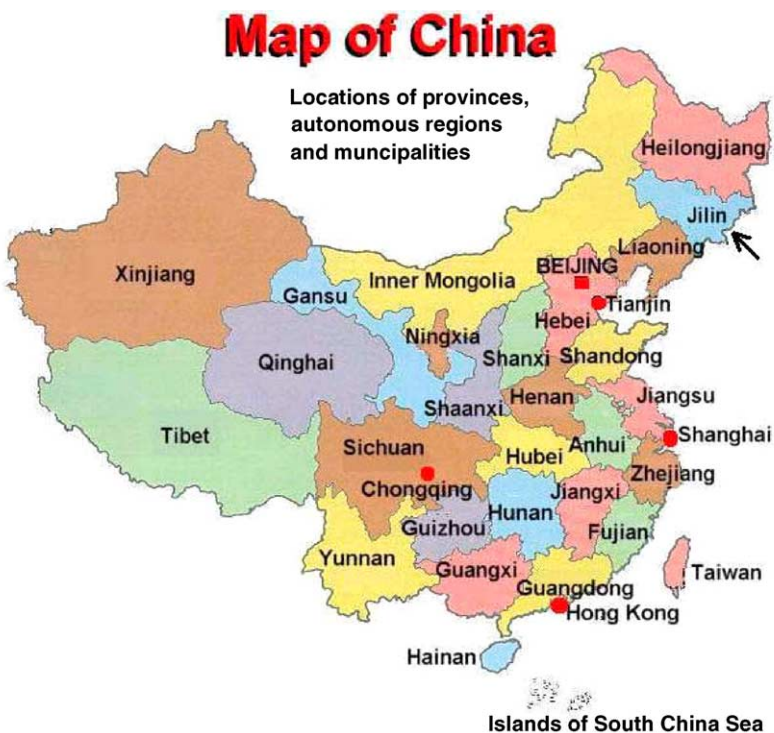 Map of China
Locations of provinces,
autonomous regions
and muncipalities
Heilongjiang
Jilin
Liaoning
Xinjiang
Inner Mongolia
BEIJING
Gansu
Tianjin
Hebei
Ningxia
Qinghai
Shanxi
Shandong
Henan
Jiangsu
Shaanxi
Tibet
Sichuan
Shanghai
Anhui
Hubei
Zhejiang
Chongqing
Jiangxi
Hunan
Guizhou
Fujian
Yunnan
Guangxi
Taiwan
Guangdong
Hong Kong
Hainan
Islands of South China Sea